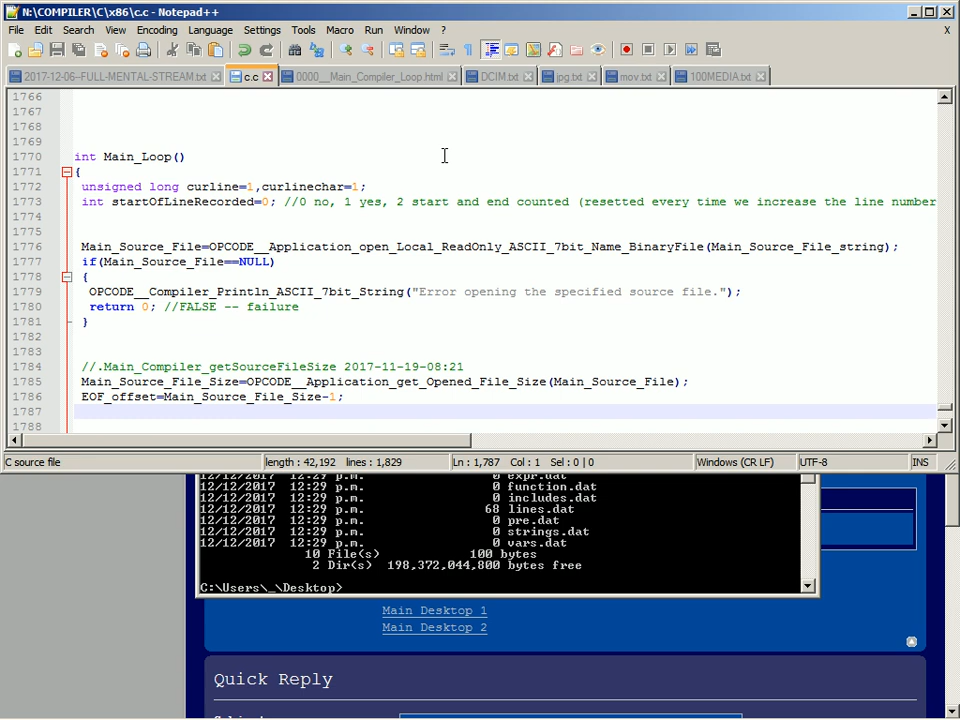 N:\COMPILER\C\x86\c.c - Notepad++
File Edit Search View Encoding Language Settings Tools Macro Run Window ? X
2017-12-06--FULL-MENTAL-STREAM.txt c.c 0000__Main_Compiler_Loop.html DCIM.txt jpg.txt mov.txt 100MEDIA.txt
1766
1767
1768
1769
1770 int Main_Loop()
1771 {
1772 unsigned long curline=1,curlinechar=1;
1773 int startOfLineRecorded=0; //0 no, 1 yes, 2 start and end counted (resetted every time we increase the line number
1774
1775
1776 Main_Source_File=OPCODE__Application_open_Local_ReadOnly_ASCII_7bit_Name_BinaryFile(Main_Source_File_string);
1777 if(Main_Source_File==NULL)
1778 {
1779 OPCODE__Compiler_Println_ASCII_7bit_String("Error opening the specified source file.");
1780 return 0; //FALSE -- failure
1781 }
1782
1783
1784 //.Main_Compiler_getSourceFileSize 2017-11-19-08:21
1785 Main_Source_File_Size=OPCODE__Application_get_Opened_File_Size(Main_Source_File);
1786 EOF_offset=Main_Source_File_Size-1;
1787
1788
C source file length : 42,192 lines : 1,829 Ln : 1,787 Col : 1 Sel : 0 | 0 Windows (CR LF) UTF-8 INS
12/12/2017 12:29 p.m. 0 expr.dat
12/12/2017 12:29 p.m. 0 function.dat
12/12/2017 12:29 p.m. 0 includes.dat
12/12/2017 12:29 p.m. 68 lines.dat
12/12/2017 12:29 p.m. 0 pre.dat
12/12/2017 12:29 p.m. 0 strings.dat
12/12/2017 12:29 p.m. 0 vars.dat
10 File(s) 100 bytes
2 Dir(s) 198,372,044,800 bytes free
C:\Users\_\Desktop>
Main Desktop 1
Main Desktop 2
Quick Reply